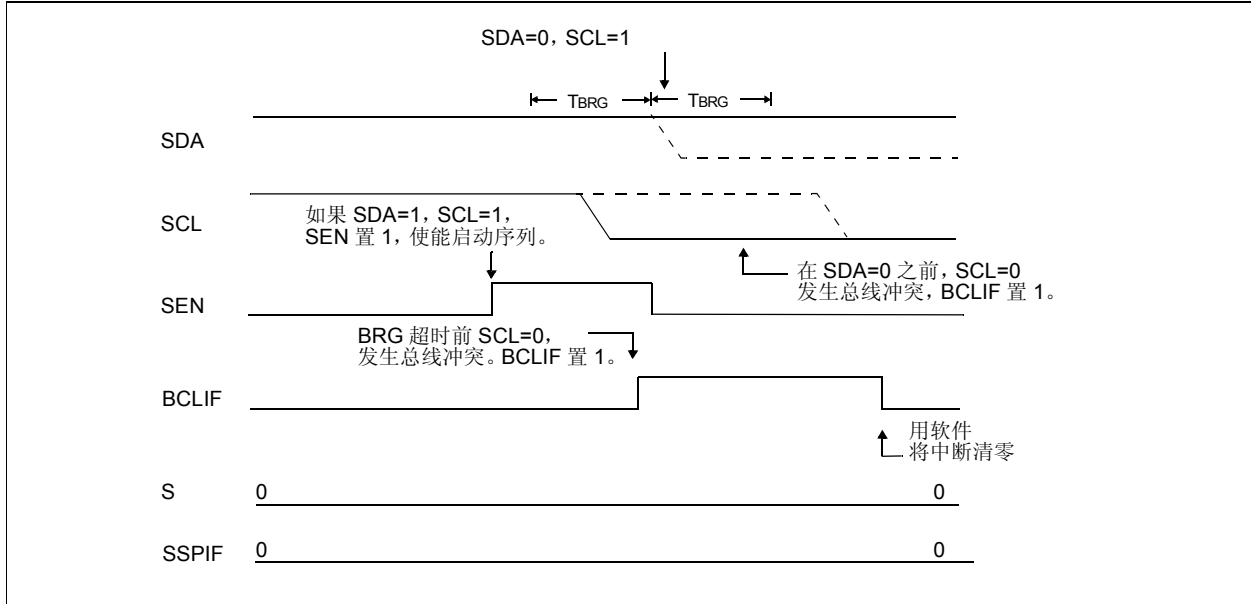 SDA=0，SCL=1
TBRG TBRG
SDA
SCL
如果 SDA=1，SCL=1，
SEN 置 1，使能启动序列。
在 SDA=0 之前，SCL=0
发生总线冲突，BCLIF 置 1。
SEN
BRG 超时前 SCL=0，
发生总线冲突。BCLIF 置 1。
BCLIF
用软件
将中断清零
S 0 0
SSPIF 0 0